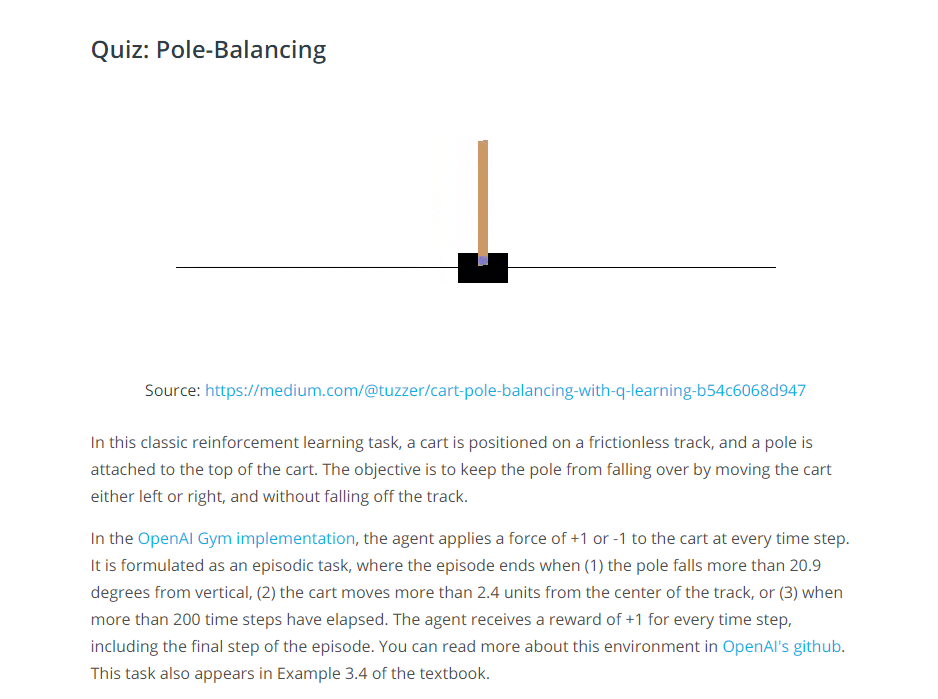 Quiz: Pole-Balancing
Source: https://medium.com/@tuzzer/cart-pole-balancing-with-q-learning-b54c6068d947
In this classic reinforcement learning task, a cart is positioned on a frictionless track, and a pole is
attached to the top of the cart. The objective is to keep the pole from falling over by moving the cart
either left or right, and without falling off the track.
In the OpenAI Gym implementation, the agent applies a force of +1 or -1 to the cart at every time step.
It is formulated as an episodic task, where the episode ends when (1) the pole falls more than 20.9
degrees from vertical, (2) the cart moves more than 2.4 units from the center of the track, or (3) when
more than 200 time steps have elapsed. The agent receives a reward of +1 for every time step,
including the final step of the episode. You can read more about this environment in OpenAI's github.
This task also appears in Example 3.4 of the textbook.